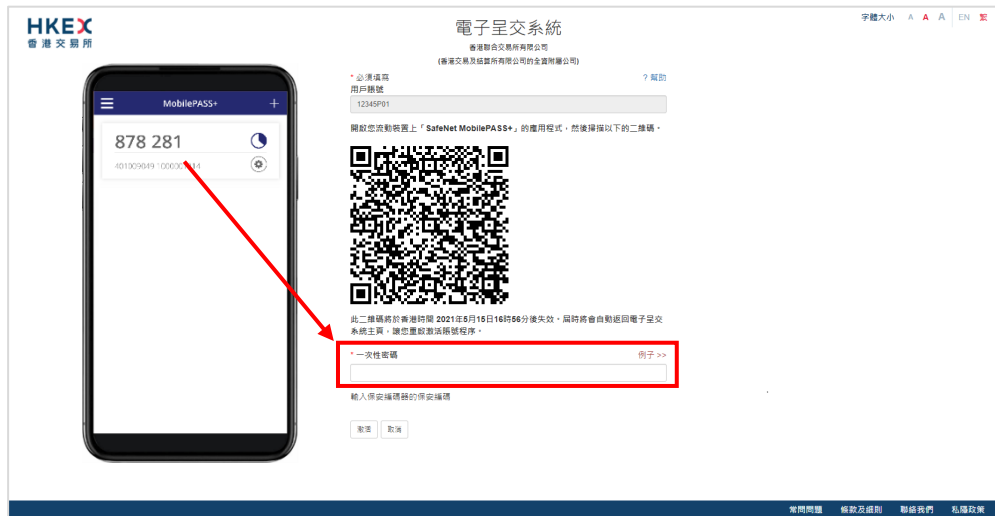 HKEX
香港交易所
字體大小 A A A EN 繁
電子呈交系統
香港聯合交易所有限公司
(香港交易及結算所有限公司的全資附屬公司)
* 必須填寫
? 幫助
用戶賬號
12345P01
開啟您流動裝置上「SafeNet MobilePASS+」的應用程式，然後掃描以下的二維碼。
MobilePASS+
878 281
此二維碼將於香港時間 2021年5月15日16時56分後失效。屆時將會自動返回電子呈交
系統主頁，讓您重啟激活賬號程序。
* 一次性密碼
例子 >>
輸入保安編碼器的保安編碼
激活
取消
常問問題 條款及細則 聯絡我們 私隱政策